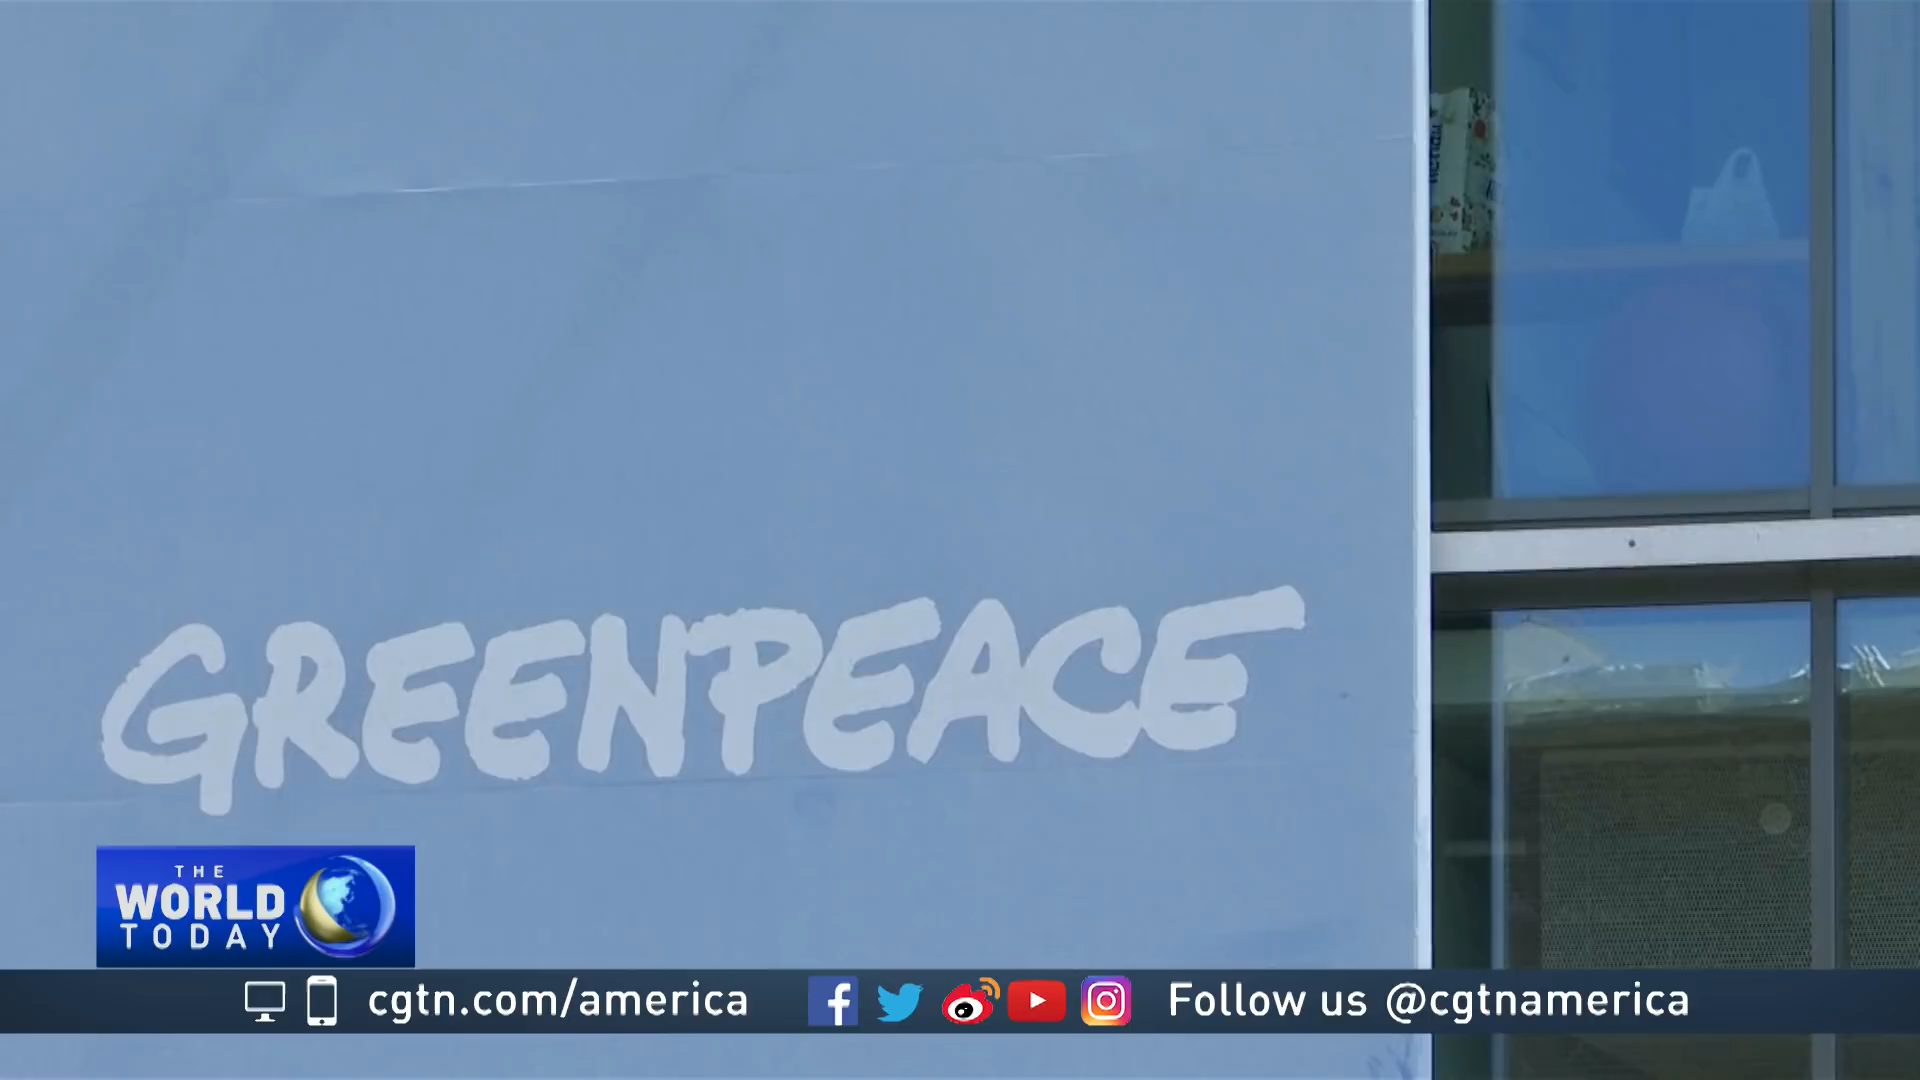 GREENPEACE
THE
WORLD
TODAY
cgtn.com/america
Follow us @cgtnamerica